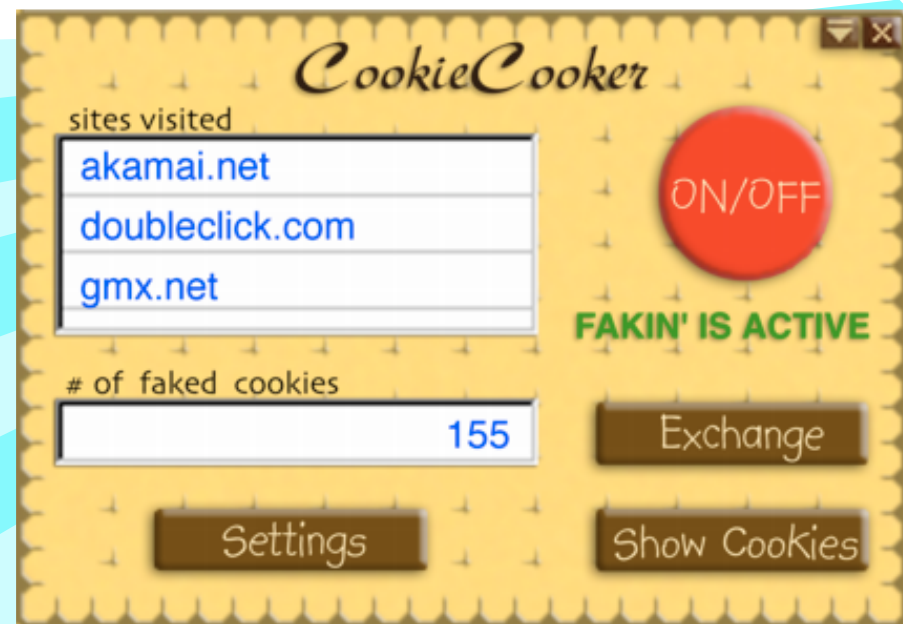 CookieCooker
sites visited
akamai.net
doubleclick.com
gmx.net
ON/OFF
FAKIN' IS ACTIVE
# of faked cookies
155
Exchange
Settings
Show Cookies